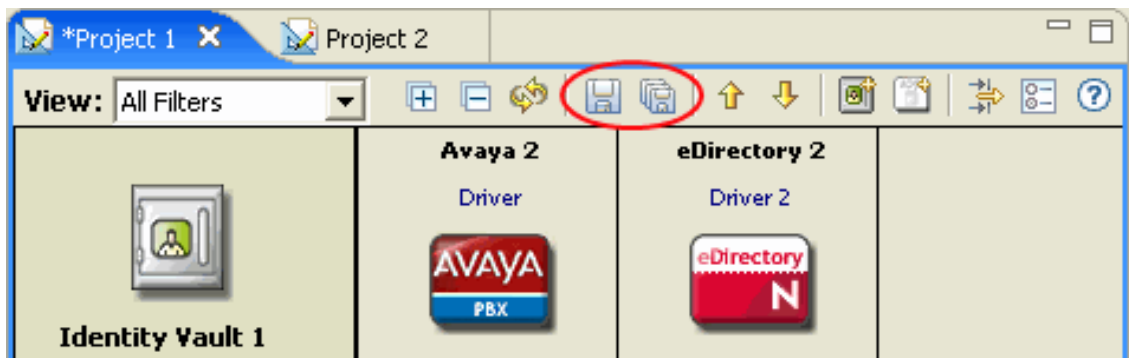 *Project 1 Project 2
View: All Filters
Avaya 2 eDirectory 2
Driver Driver 2
AVAYA eDirectory
PBX N
Identity Vault 1